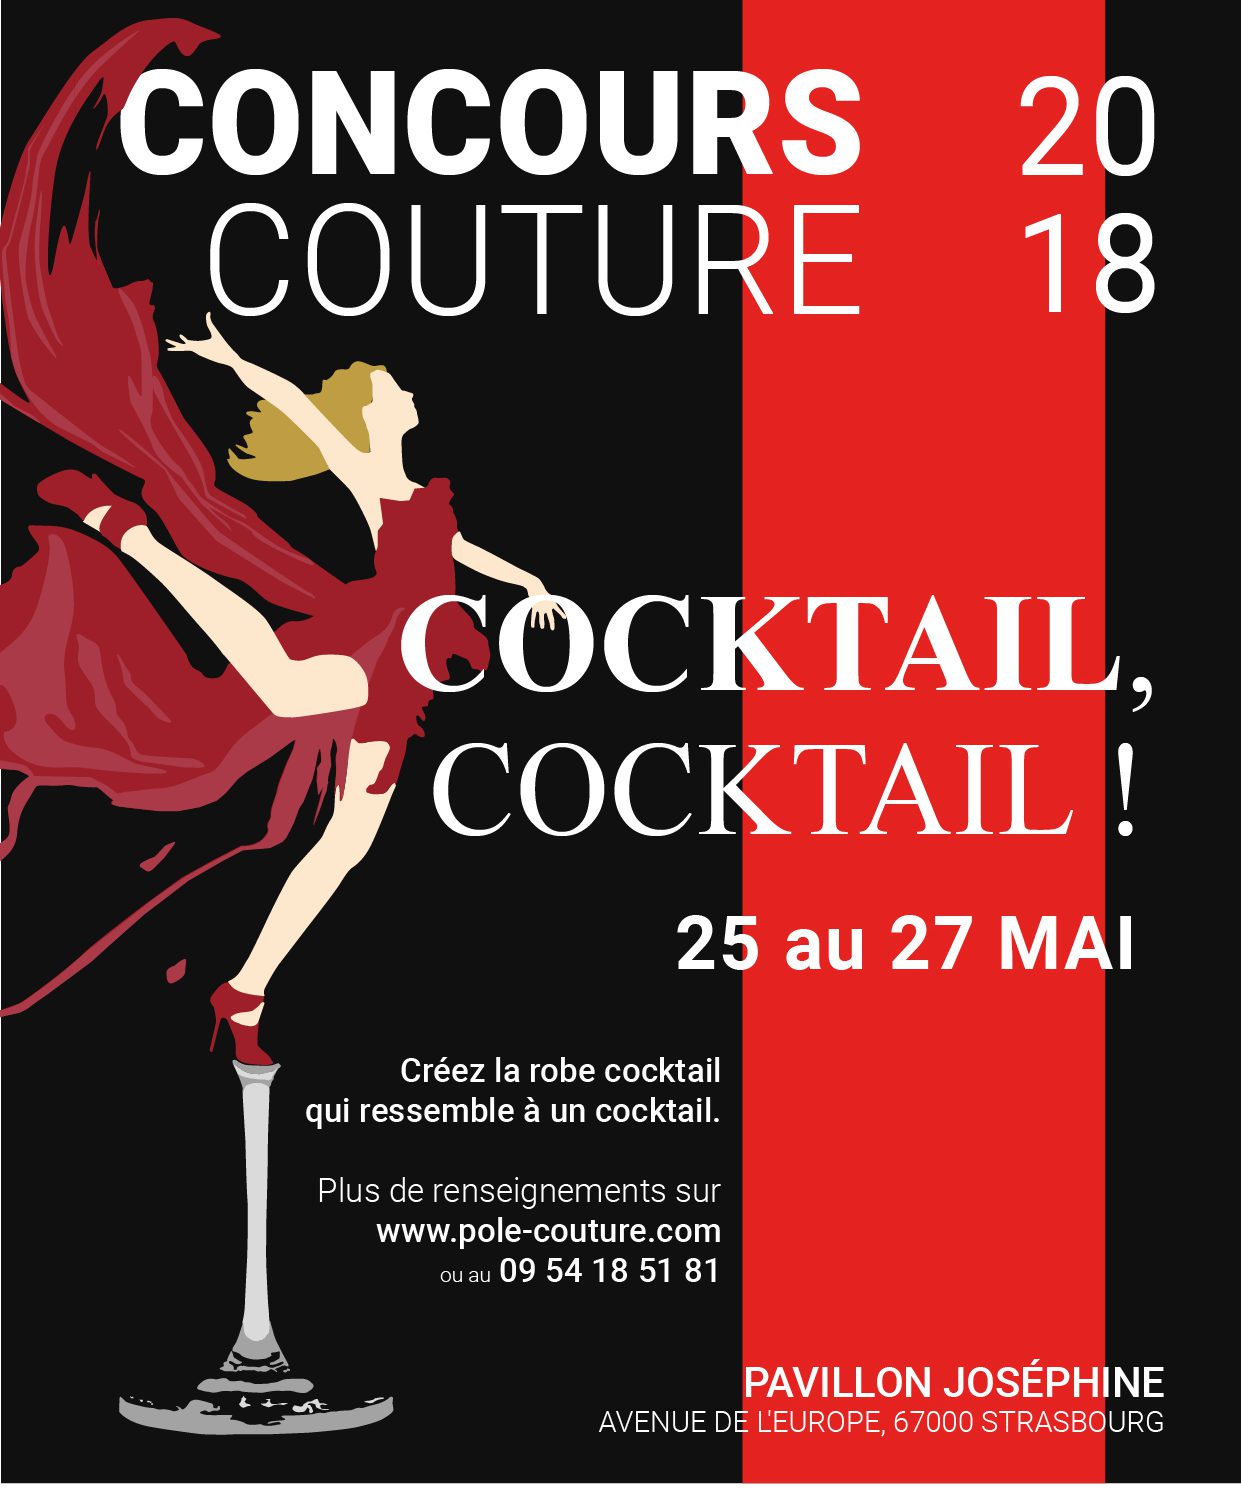 CONCOURS
COUTURE
20
18
COCKTAIL,
COCKTAIL !
25 au 27 MAI
Créez la robe cocktail
qui ressemble à un cocktail.
Plus de renseignements sur
www.pole-couture.com
ou au 09 54 18 51 81
PAVILLON JOSÉPHINE
AVENUE DE L'EUROPE, 67000 STRASBOURG